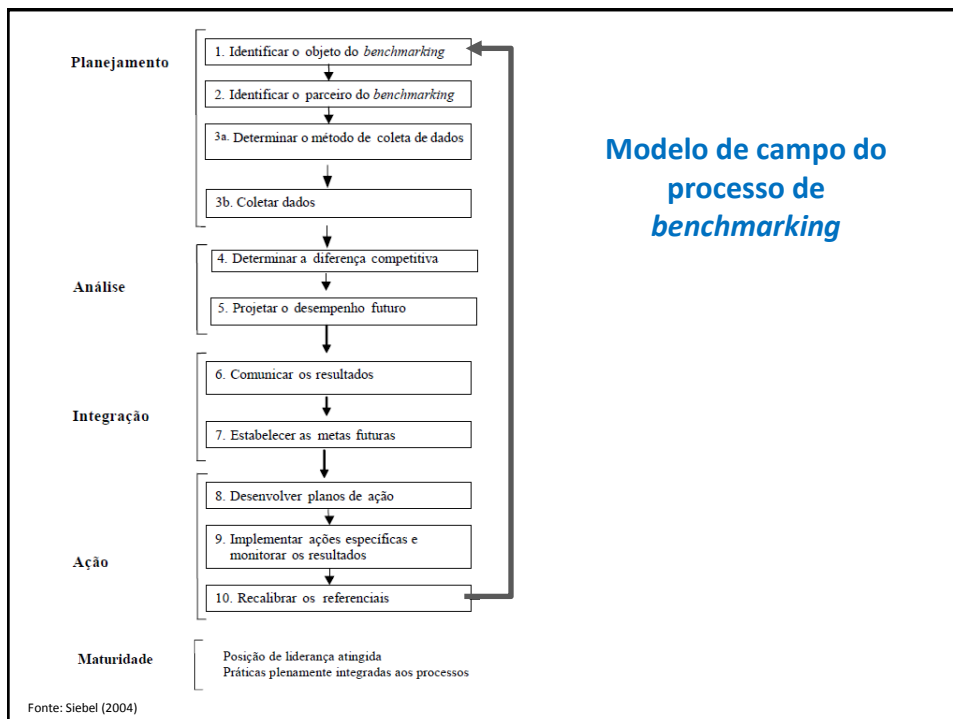 Planejamento
1. Identificar o objeto do benchmarking
2. Identificar o parceiro do benchmarking
3a. Determinar o método de coleta de dados
3b. Coletar dados
Modelo de campo do
processo de
benchmarking
Análise
4. Determinar a diferença competitiva
5. Projetar o desempenho futuro
Integração
6. Comunicar os resultados
7. Estabelecer as metas futuras
Ação
8. Desenvolver planos de ação
9. Implementar ações específicas e
monitorar os resultados
10. Recalibrar os referenciais
Maturidade
Posição de liderança atingida
Práticas plenamente integradas aos processos
Fonte: Siebel (2004)